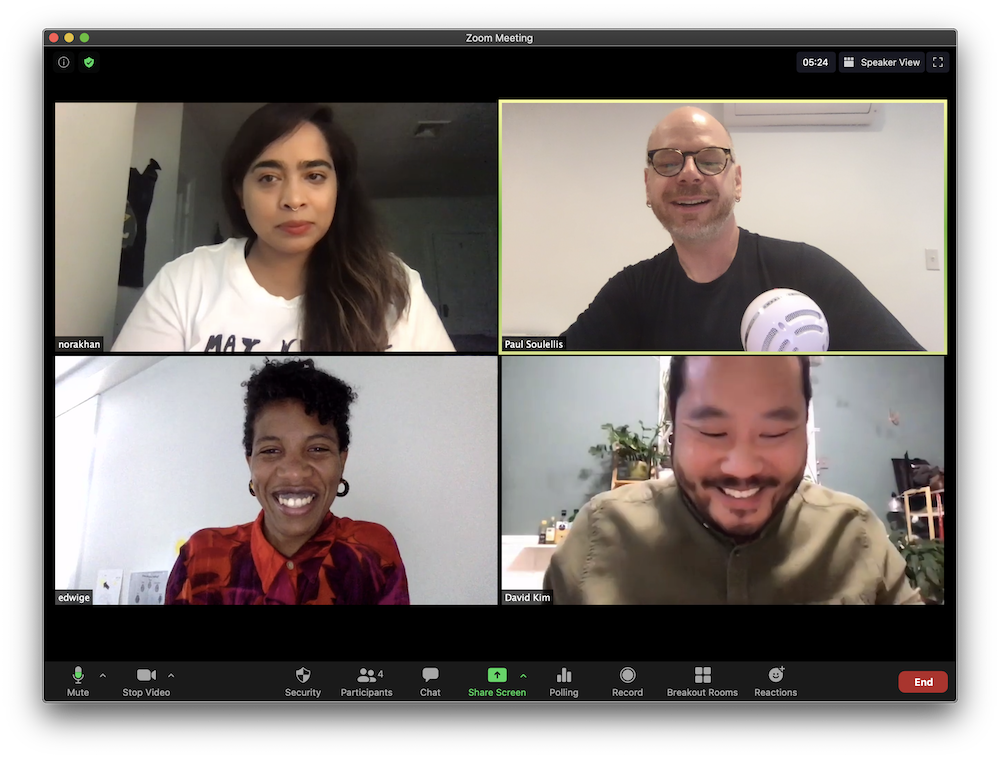 Zoom Meeting
05:24
Speaker View
norakhan
Paul Soulellis
edwige
David Kim
Mute
Stop Video
Security
4
Participants
Chat
Share Screen
Polling
Record
Breakout Rooms
Reactions
End